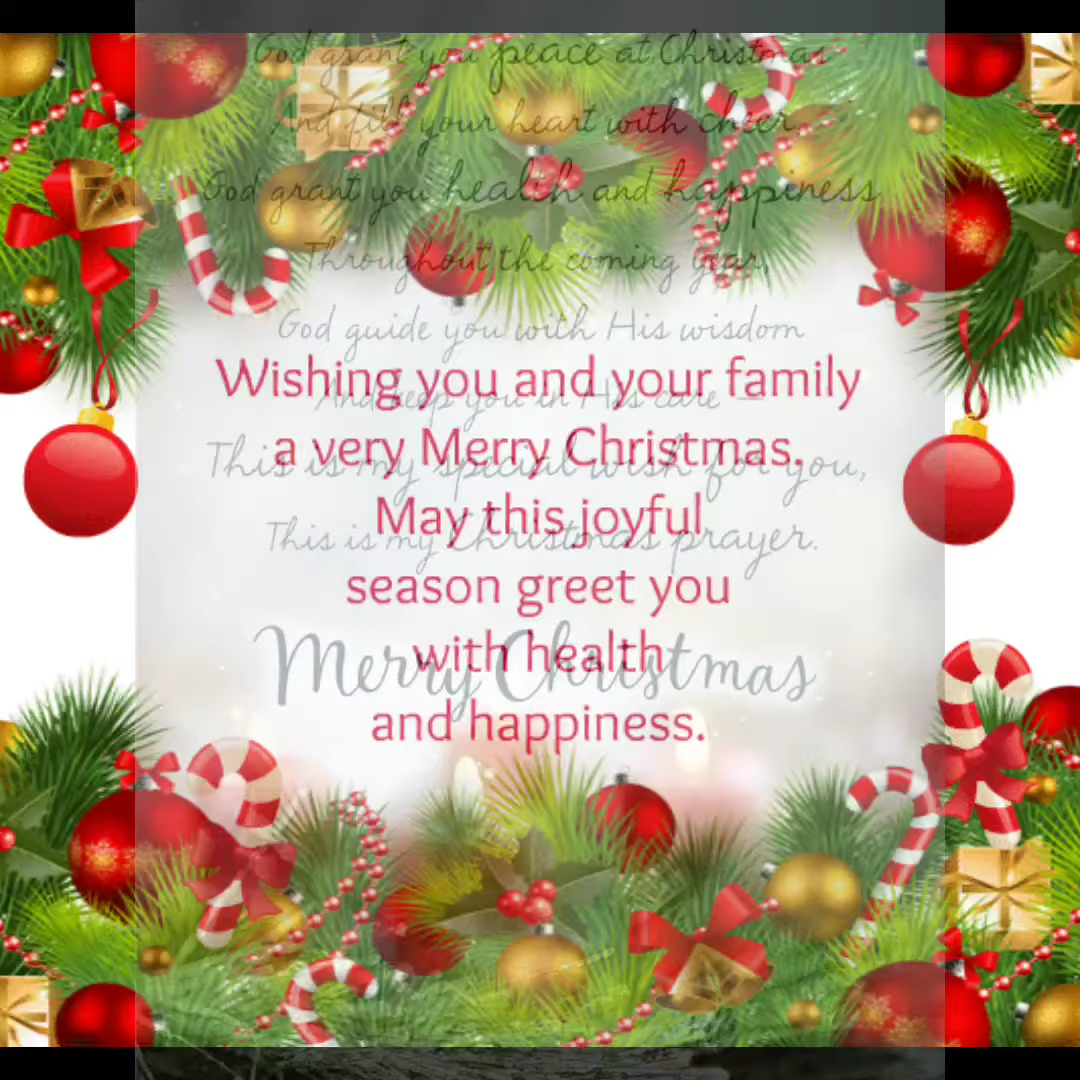 God grant you peace at Christmas
And fill your heart with cheer
God grant you health and happiness
Throughout the coming year,
God guide you with His wisdom
And keep you in His care –
This is my special wish for you,
This is my Christmas prayer.
Merry Christmas
Wishing you and your family
a very Merry Christmas.
May this joyful
season greet you
with health
and happiness.